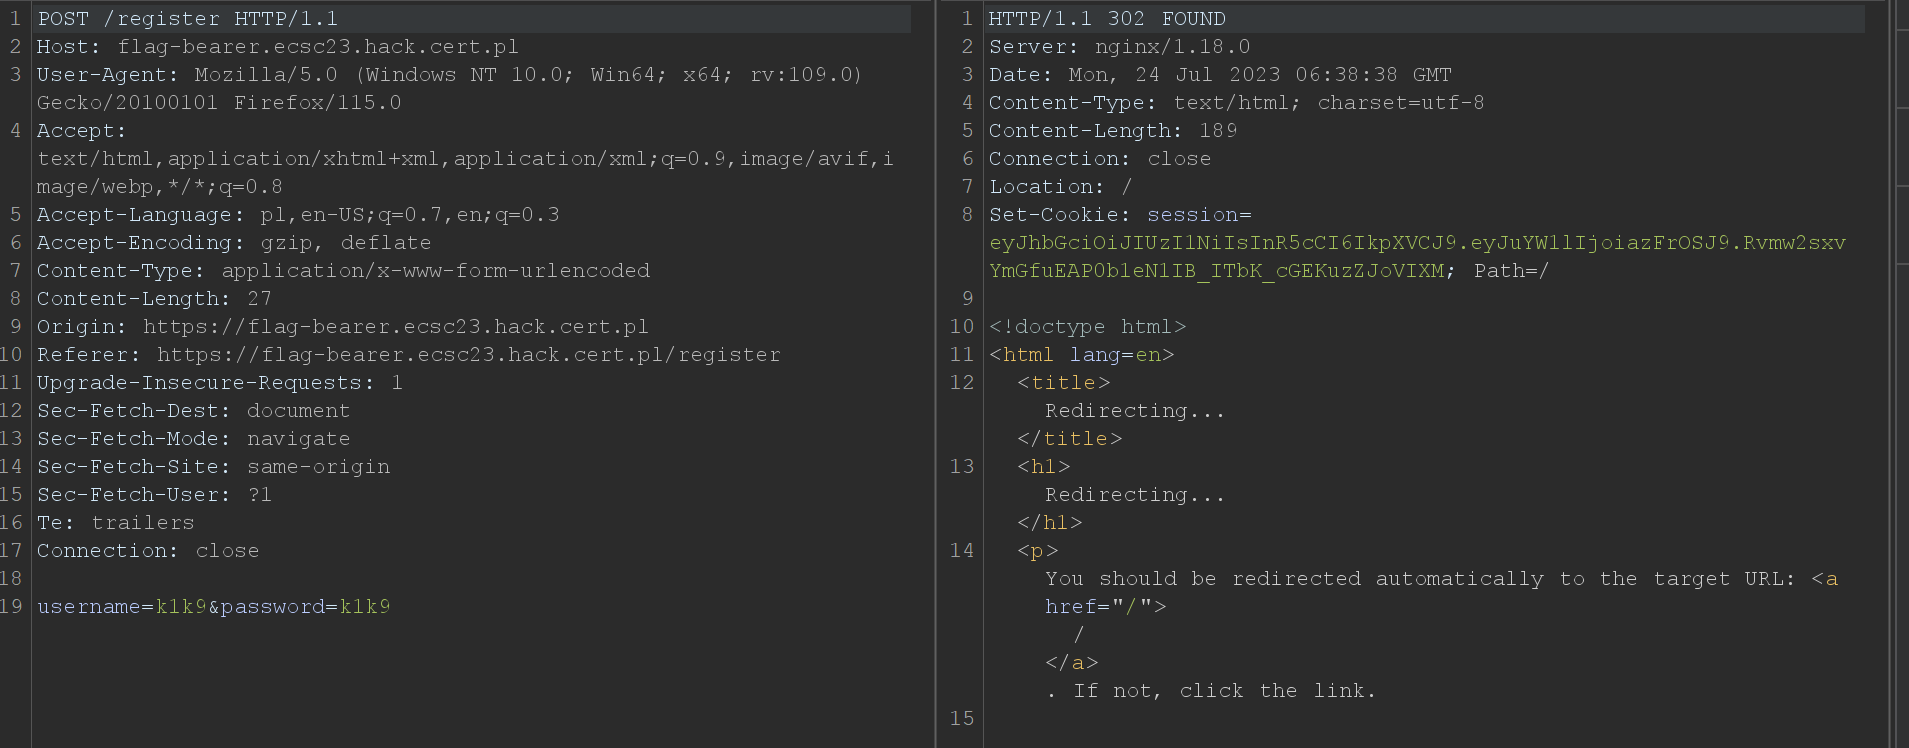 1 POST /register HTTP/1.1
2 Host: flag-bearer.ecsc23.hack.cert.pl
3 User-Agent: Mozilla/5.0 (Windows NT 10.0; Win64; x64; rv:109.0)
Gecko/20100101 Firefox/115.0
4 Accept:
text/html,application/xhtml+xml,application/xml;q=0.9,image/avif,i
mage/webp,*/*;q=0.8
5 Accept-Language: pl,en-US;q=0.7,en;q=0.3
6 Accept-Encoding: gzip, deflate
7 Content-Type: application/x-www-form-urlencoded
8 Content-Length: 27
9 Origin: https://flag-bearer.ecsc23.hack.cert.pl
10 Referer: https://flag-bearer.ecsc23.hack.cert.pl/register
11 Upgrade-Insecure-Requests: 1
12 Sec-Fetch-Dest: document
13 Sec-Fetch-Mode: navigate
14 Sec-Fetch-Site: same-origin
15 Sec-Fetch-User: ?1
16 Te: trailers
17 Connection: close
18
19 username=k1k9&password=k1k9
1 HTTP/1.1 302 FOUND
2 Server: nginx/1.18.0
3 Date: Mon, 24 Jul 2023 06:38:38 GMT
4 Content-Type: text/html; charset=utf-8
5 Content-Length: 189
6 Connection: close
7 Location: /
8 Set-Cookie: session=
eyJhbGciOiJIUzI1NiIsInR5cCI6IkpXVCJ9.eyJuYW1lIjoiazFrOSJ9.Rvmw2sxv
YmGfuEAP0b1eN1IB_ITbK_cGEKuzZJoVIXM; Path=/
9
10 <!doctype html>
11 <html lang=en>
12 <title>
Redirecting...
</title>
13 <h1>
Redirecting...
</h1>
14 <p>
You should be redirected automatically to the target URL: <a
href="/">
/
</a>
. If not, click the link.
15